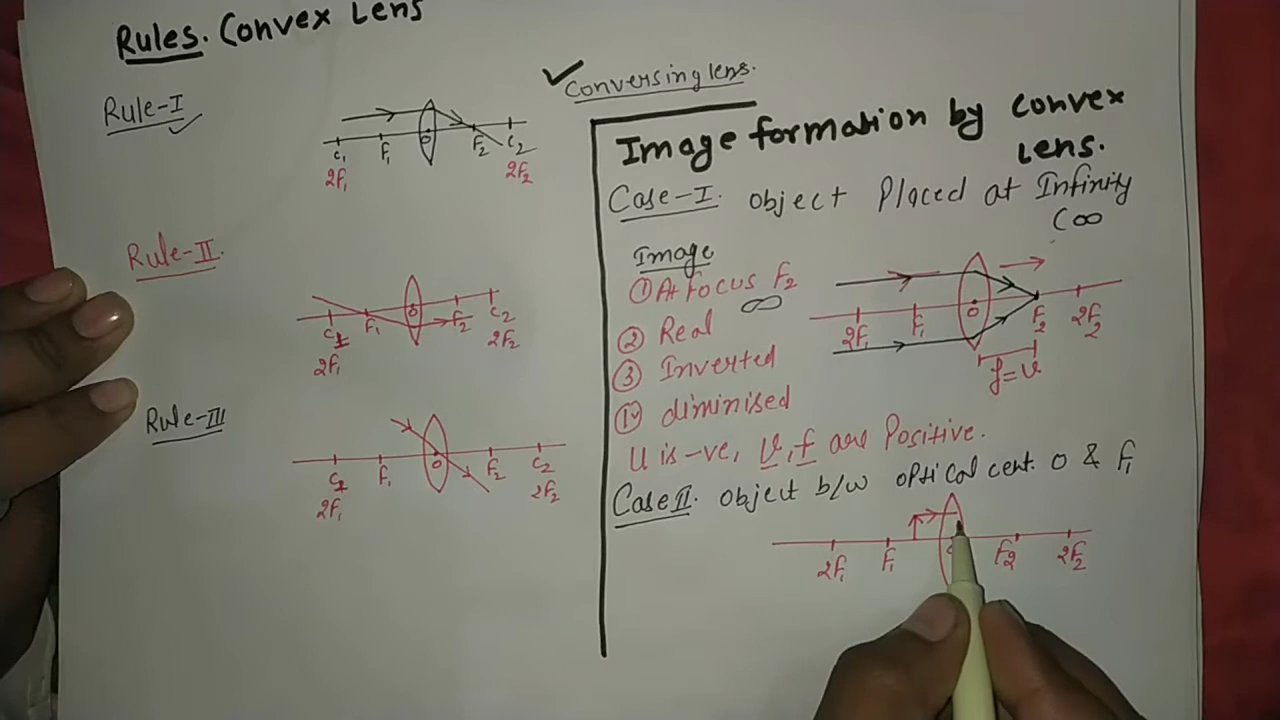 Rules. Convex Lens
Rule-I
C1 F1 O F2 C2
2F1 2F2
Rule-II.
C1 F1 O F2 C2
2F1 2F2
Rule-III
C1 F1 O F2 C2
2F1 2F2
Conversing lens.
Image formation by convex
Lens.
Case-I. object Placed at Infinity
(∞
Image
① At focus F2
∞
② Real
③ Inverted
④ diminised
2F1 F1 O F2 2F2
f=v
U is -ve, v, f are Positive.
Case II. object b/w optical cent. O & F1
2F1 F1 F2 2F2